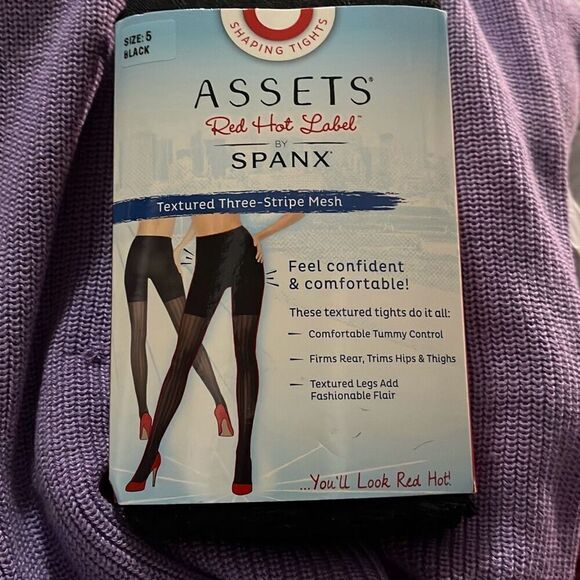 SIZE: 5
BLACK
SHAPING TIGHTS
ASSETS®
Red Hot Label™
BY
SPANX®
Textured Three-Stripe Mesh
Feel confident
& comfortable!
These textured tights do it all:
— Comfortable Tummy Control
— Firms Rear, Trims Hips & Thighs
— Textured Legs Add
Fashionable Flair
...You'll Look Red Hot!